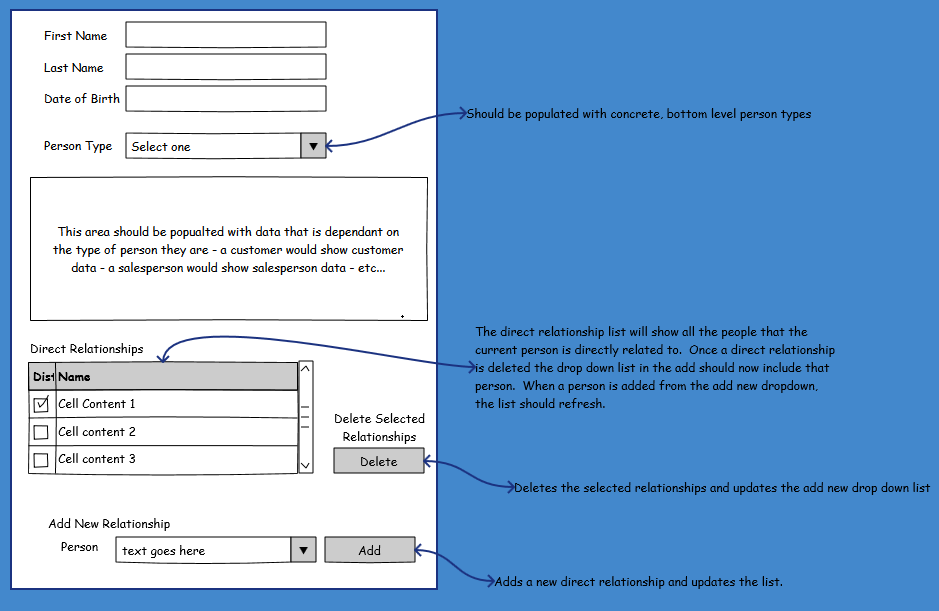 First Name
Last Name
Date of Birth
Should be populated with concrete, bottom level person types
Person Type Select one
This area should be popualted with data that is dependant on
the type of person they are - a customer would show customer
data - a salesperson would show salesperson data - etc...
Direct Relationships
The direct relationship list will show all the people that the
current person is directly related to. Once a direct relationship
is deleted the drop down list in the add should now include that
person. When a person is added from the add new dropdown,
the list should refresh.
Dist Name
Cell Content 1
Cell content 2
Cell content 3
Delete Selected
Relationships
Delete
Deletes the selected relationships and updates the add new drop down list
Add New Relationship
Person text goes here Add
Adds a new direct relationship and updates the list.